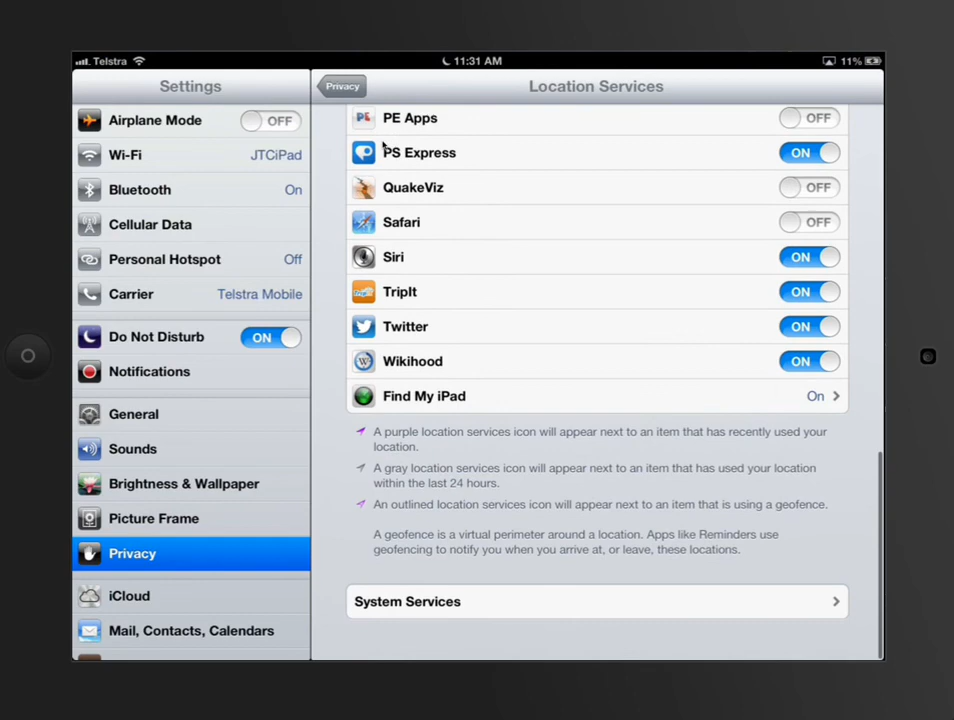 Telstra
11:31 AM
11%
Settings
Privacy
Location Services
Airplane Mode OFF
Wi-Fi JTCiPad
Bluetooth On
Cellular Data
Personal Hotspot Off
Carrier Telstra Mobile
Do Not Disturb ON
Notifications
General
Sounds
Brightness & Wallpaper
Picture Frame
Privacy
iCloud
Mail, Contacts, Calendars
PE Apps OFF
PS Express ON
QuakeViz OFF
Safari OFF
Siri ON
TripIt ON
Twitter ON
Wikihood ON
Find My iPad On
A purple location services icon will appear next to an item that has recently used your
location.
A gray location services icon will appear next to an item that has used your location
within the last 24 hours.
An outlined location services icon will appear next to an item that is using a geofence.
A geofence is a virtual perimeter around a location. Apps like Reminders use
geofencing to notify you when you arrive at, or leave, these locations.
System Services